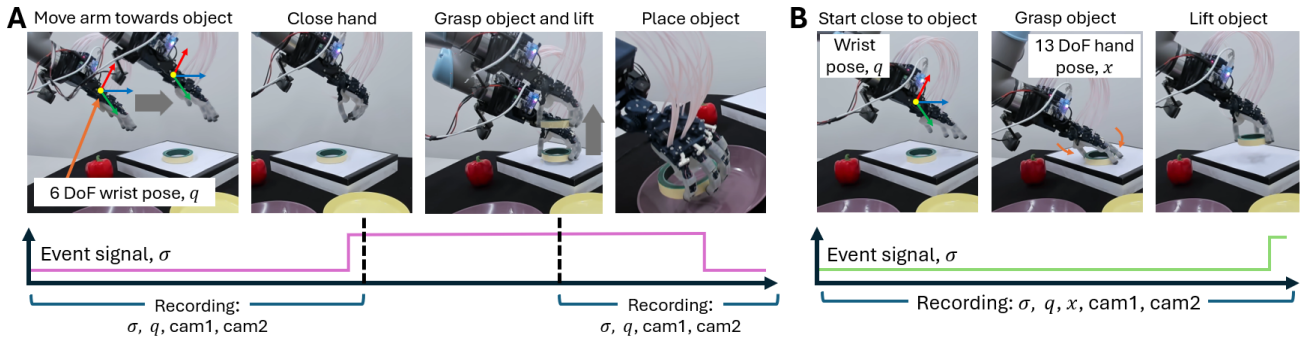 A
Move arm towards object
Close hand
Grasp object and lift
Place object
6 DoF wrist pose, q
Event signal, σ
Recording:
σ, q, cam1, cam2
Recording:
σ, q, cam1, cam2
B
Start close to object
Grasp object
Lift object
Wrist
pose, q
13 DoF hand
pose, x
Event signal, σ
Recording: σ, q, x, cam1, cam2